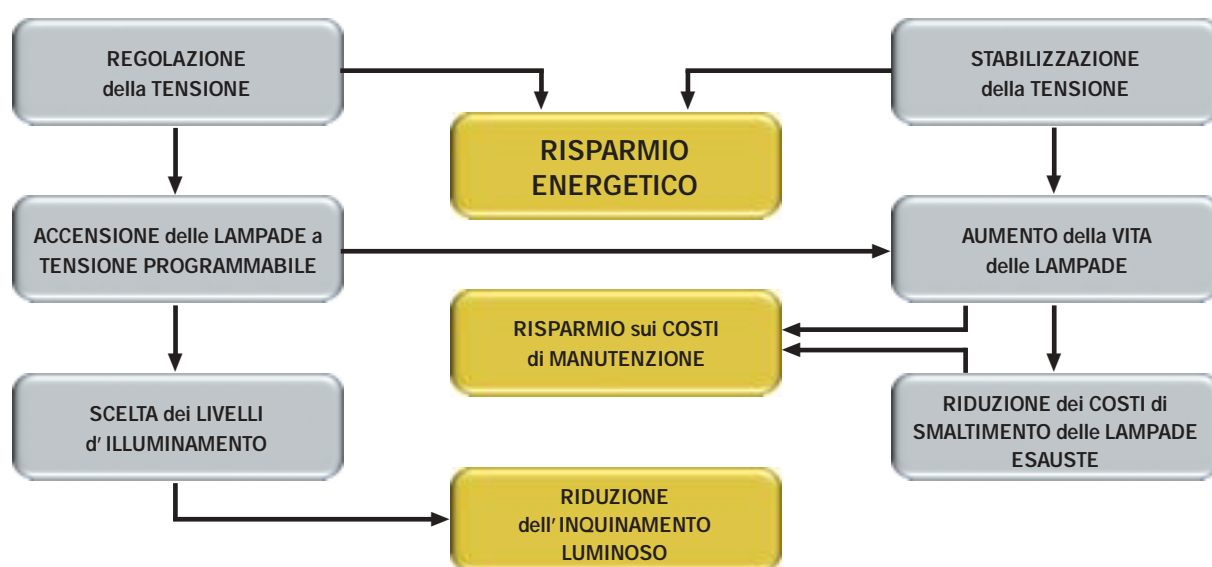 REGOLAZIONE
della TENSIONE
STABILIZZAZIONE
della TENSIONE
RISPARMIO
ENERGETICO
ACCENSIONE delle LAMPADE a
TENSIONE PROGRAMMABILE
AUMENTO della VITA
delle LAMPADE
RISPARMIO sui COSTI
di MANUTENZIONE
SCELTA dei LIVELLI
d' ILLUMINAMENTO
RIDUZIONE dei COSTI di
SMALTIMENTO delle LAMPADE
ESAUSTE
RIDUZIONE
dell' INQUINAMENTO
LUMINOSO